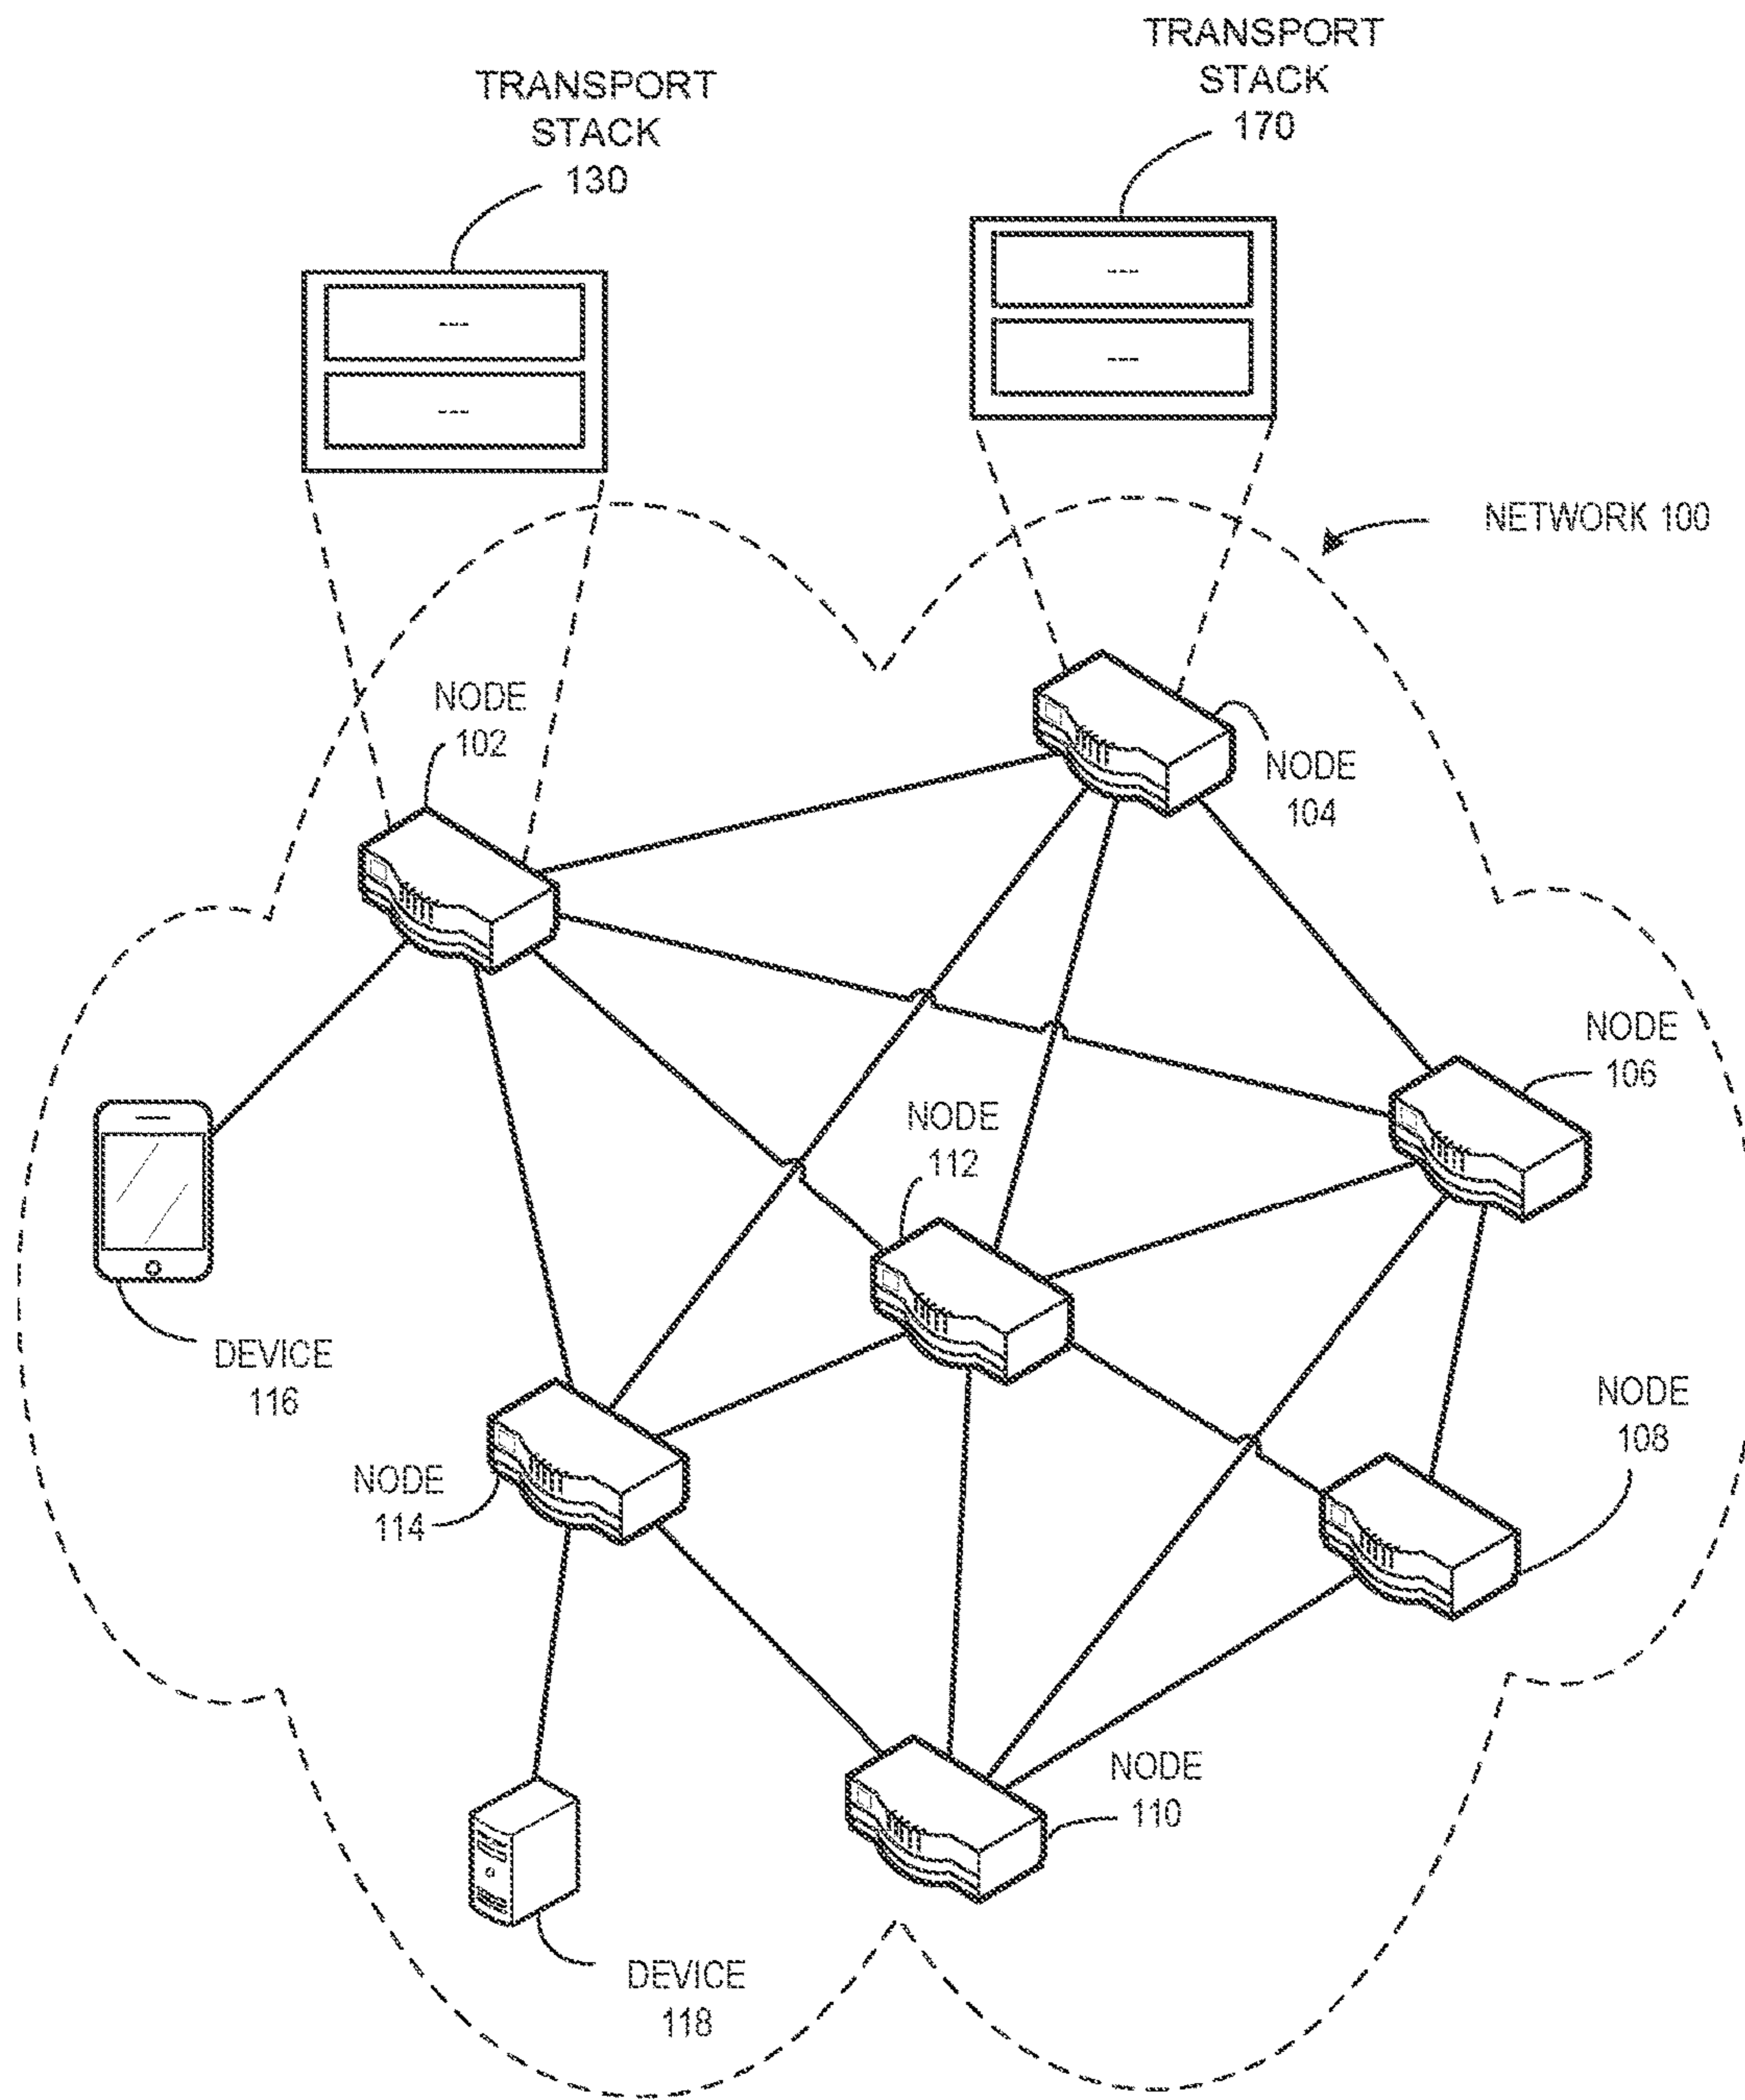 TRANSPORT
STACK
170
TRANSPORT
STACK
130
---
---
---
---
NETWORK 100
NODE
102
NODE
104
NODE
106
NODE
112
DEVICE
116
NODE
108
NODE
114
NODE
110
DEVICE
118